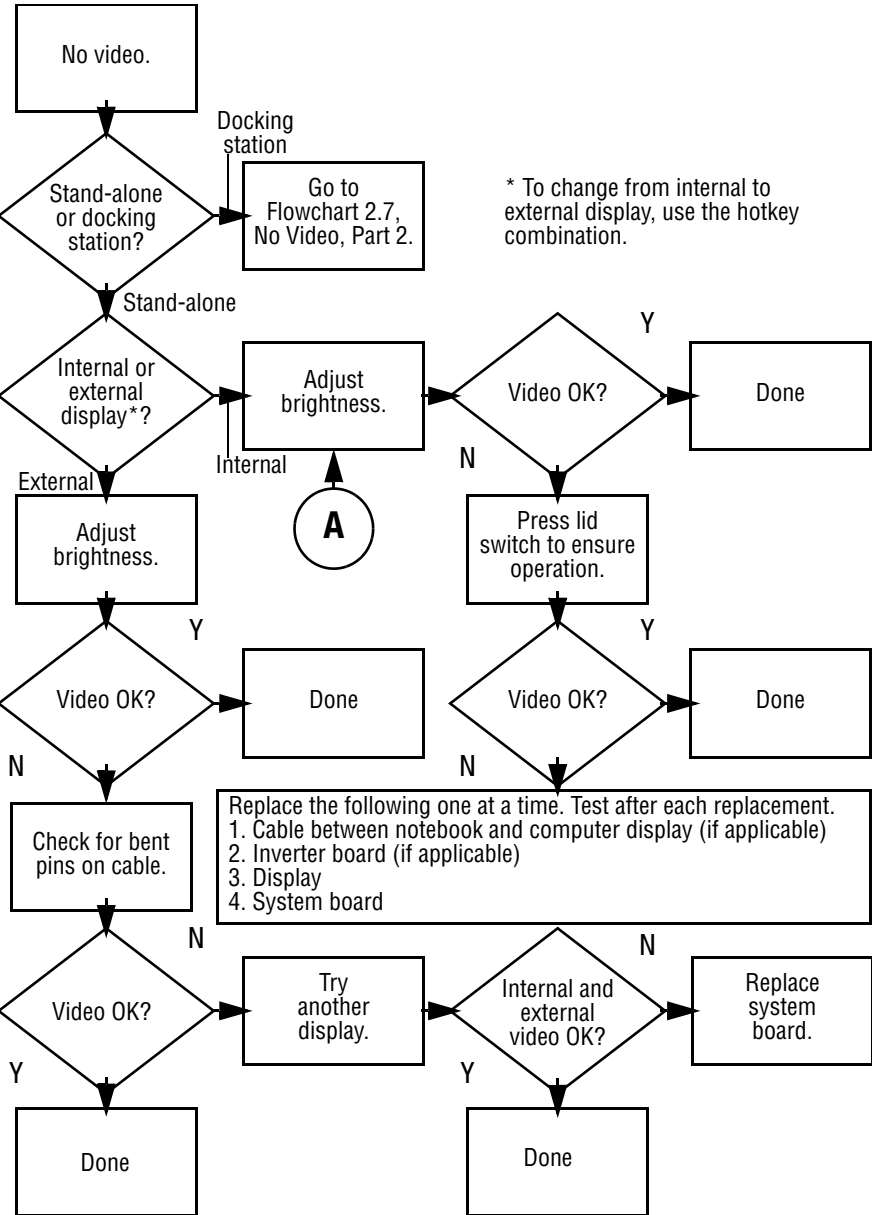 No video.
Docking
station
Stand-alone
or docking
station?
Go to
Flowchart 2.7,
No Video, Part 2.
* To change from internal to
external display, use the hotkey
combination.
Stand-alone
Internal or
external
display*?
Internal
Adjust
brightness.
A
Video OK?
Y
Done
N
Press lid
switch to ensure
operation.
Video OK?
Y
Done
N
Replace the following one at a time. Test after each replacement.
1. Cable between notebook and computer display (if applicable)
2. Inverter board (if applicable)
3. Display
4. System board
External
Adjust
brightness.
Video OK?
Y
Done
N
Check for bent
pins on cable.
Video OK?
N
Try
another
display.
Internal and
external
video OK?
N
Replace
system
board.
Y
Done
Y
Done